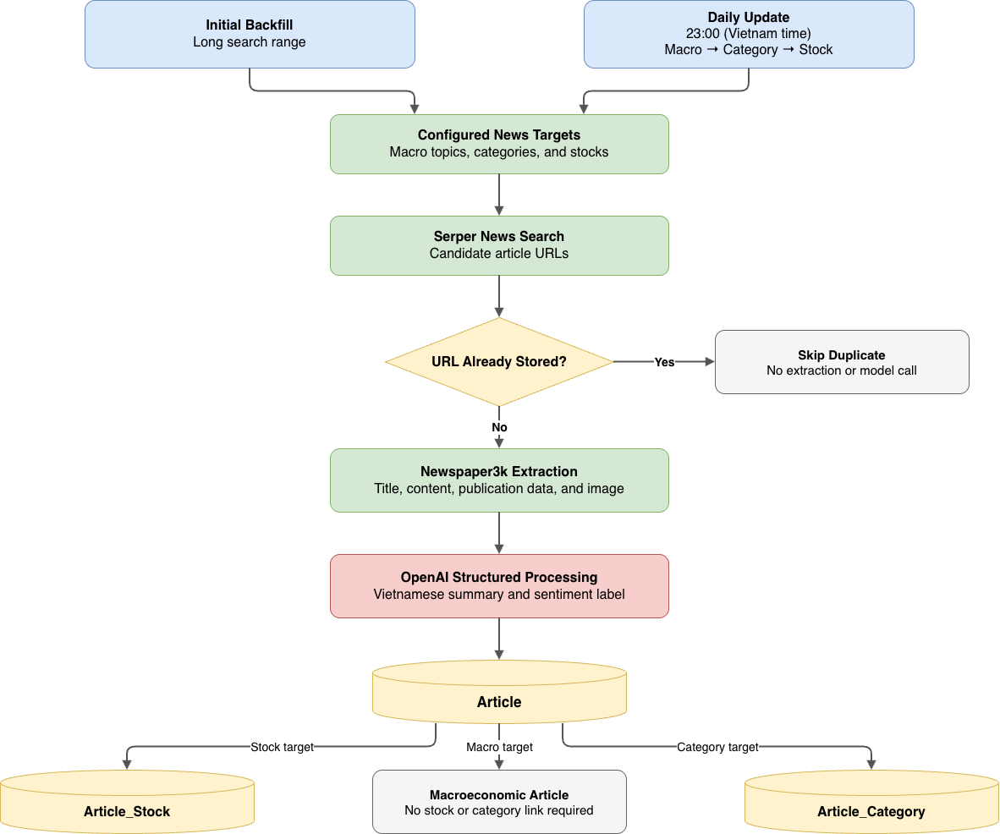 Initial Backfill
Long search range
Daily Update
23:00 (Vietnam time)
Macro → Category → Stock
Configured News Targets
Macro topics, categories, and stocks
Serper News Search
Candidate article URLs
URL Already Stored?
Yes
Skip Duplicate
No extraction or model call
No
Newspaper3k Extraction
Title, content, publication data, and image
OpenAI Structured Processing
Vietnamese summary and sentiment label
Article
Stock target
Macro target
Category target
Article_Stock
Macroeconomic Article
No stock or category link required
Article_Category